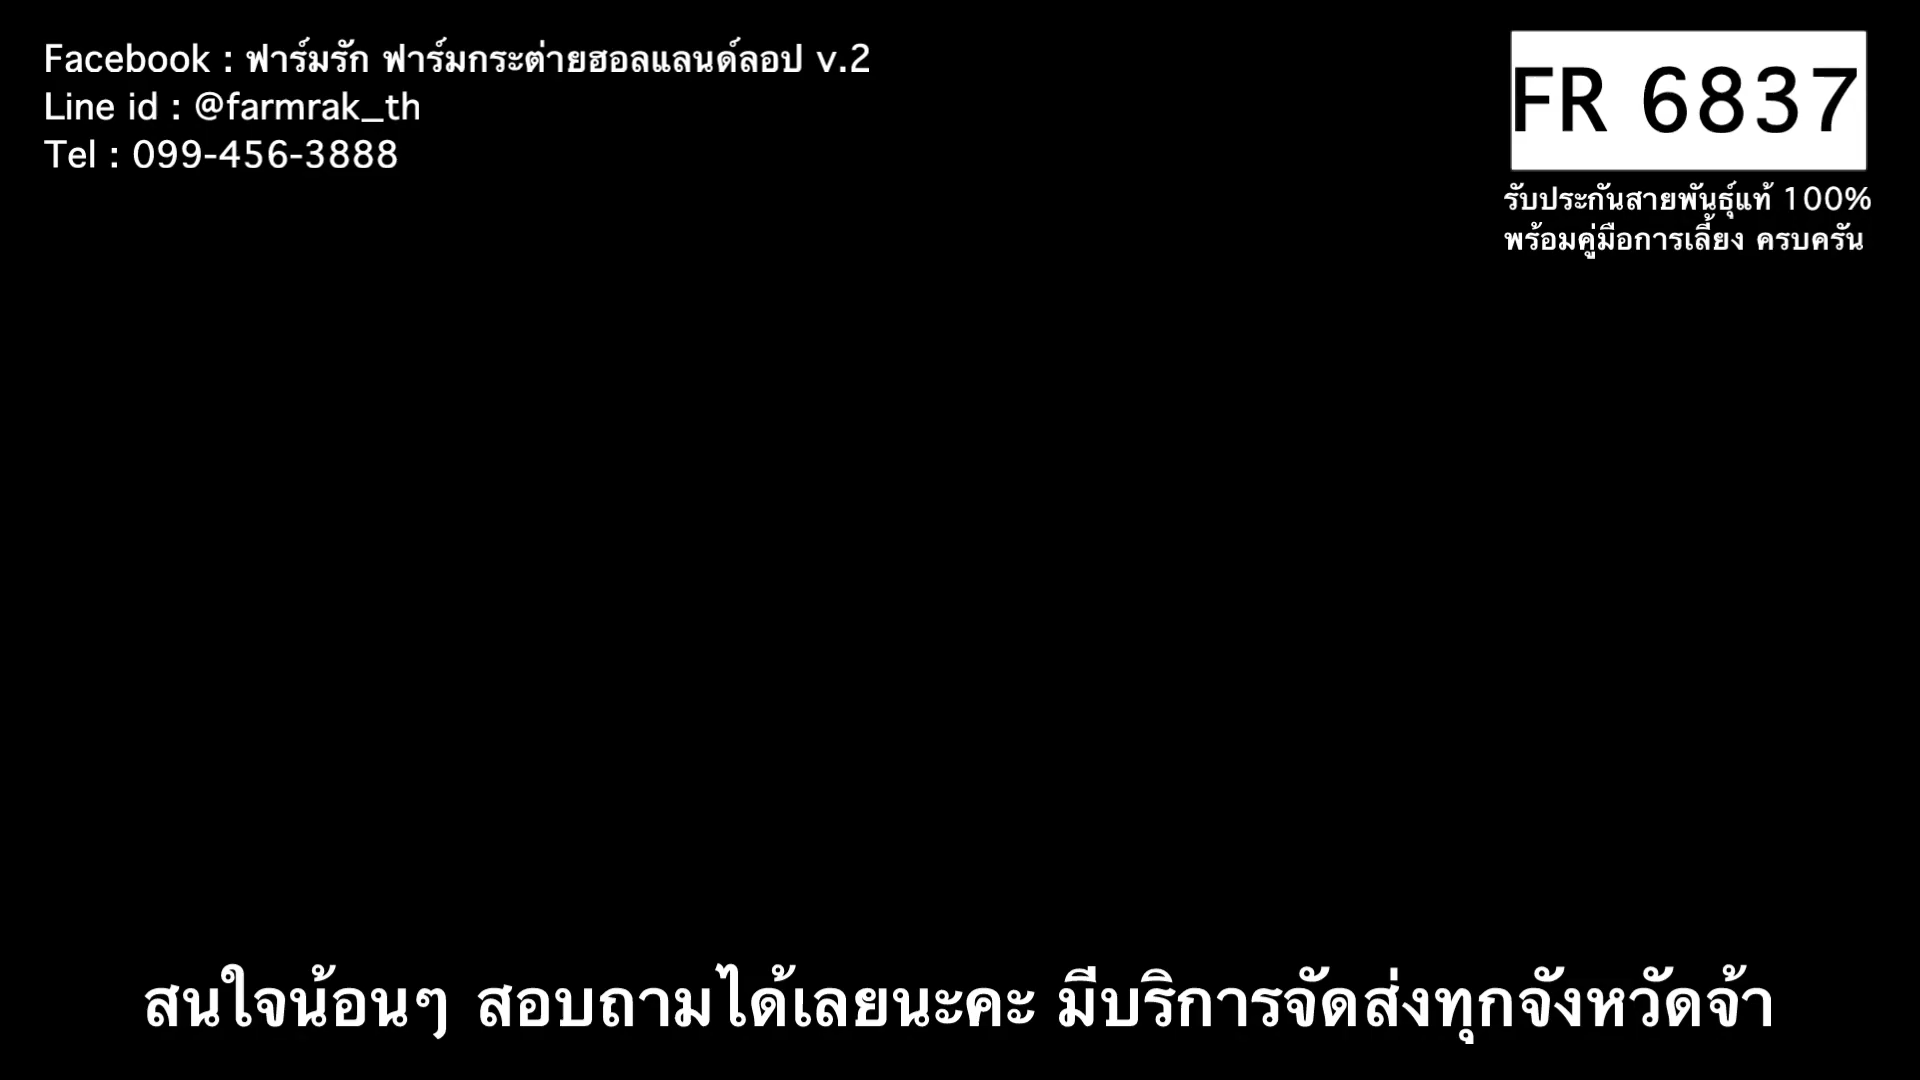 Facebook : ฟาร์มรัก ฟาร์มกระต่ายฮอลแลนด์ลอป v.2
Line id : @farmrak_th
Tel : 099-456-3888
FR 6837
รับประกันสายพันธุ์แท้ 100%
พร้อมคู่มือการเลี้ยง ครบครัน
สนใจน้อนๆ สอบถามได้เลยนะคะ มีบริการจัดส่งทุกจังหวัดจ้า